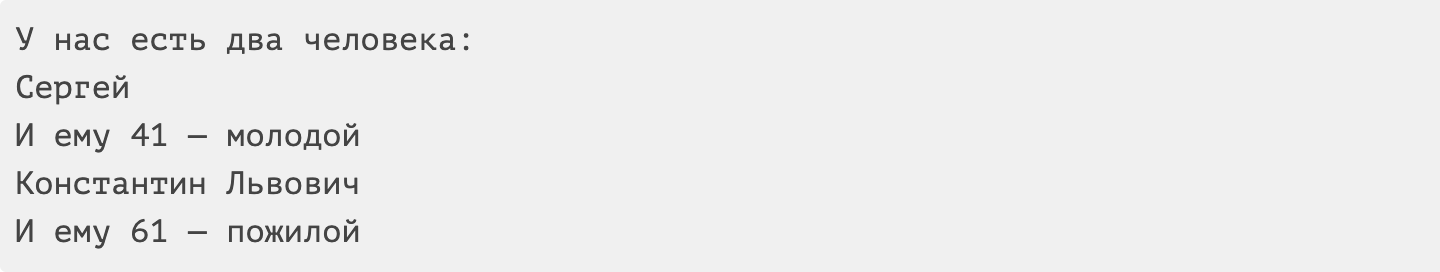 У нас есть два человека:
Сергей
И ему 41 — молодой
Константин Львович
И ему 61 — пожилой